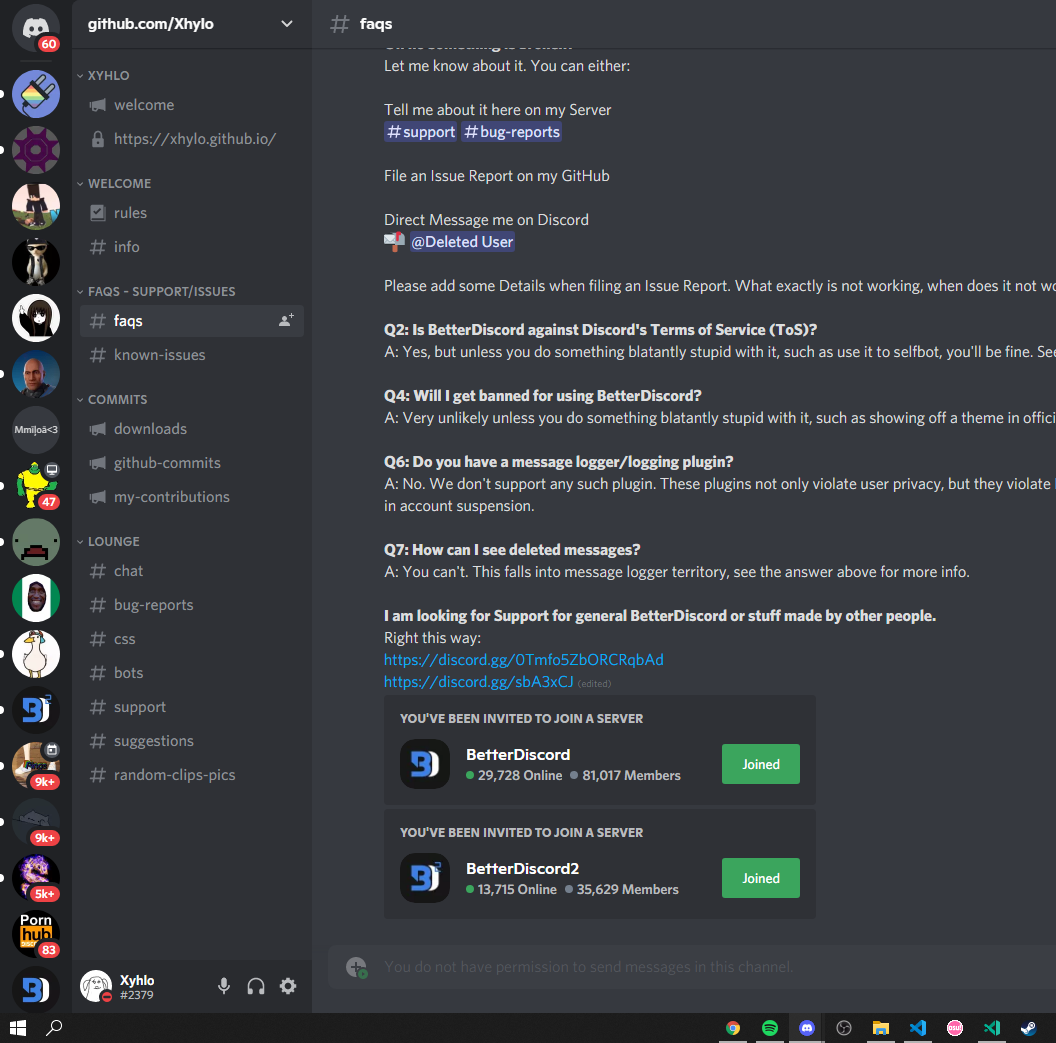 60
Mmiļoā<3
47
9k+
9k+
5k+
Porn
hub
83
github.com/Xhylo
XYHLO
welcome
https://xhylo.github.io/
WELCOME
rules
info
FAQS - SUPPORT/ISSUES
faqs
known-issues
COMMITS
downloads
github-commits
my-contributions
LOUNGE
chat
bug-reports
css
bots
support
suggestions
random-clips-pics
Xyhlo
#2379
faqs
Let me know about it. You can either:
Tell me about it here on my Server
#support #bug-reports
File an Issue Report on my GitHub
Direct Message me on Discord
@Deleted User
Please add some Details when filing an Issue Report. What exactly is not working, when does it not
Q2: Is BetterDiscord against Discord's Terms of Service (ToS)?
A: Yes, but unless you do something blatantly stupid with it, such as use it to selfbot, you'll be fine. See
Q4: Will I get banned for using BetterDiscord?
A: Very unlikely unless you do something blatantly stupid with it, such as showing off a theme in offici
Q6: Do you have a message logger/logging plugin?
A: No. We don't support any such plugin. These plugins not only violate user privacy, but they violate
in account suspension.
Q7: How can I see deleted messages?
A: You can't. This falls into message logger territory, see the answer above for more info.
I am looking for Support for general BetterDiscord or stuff made by other people.
Right this way:
https://discord.gg/0Tmfo5ZbORCRqbAd
https://discord.gg/sbA3xCJ (edited)
YOU'VE BEEN INVITED TO JOIN A SERVER
BetterDiscord
29,728 Online 81,017 Members
Joined
YOU'VE BEEN INVITED TO JOIN A SERVER
BetterDiscord2
13,715 Online 35,629 Members
Joined
You do not have permission to send messages in this channel.
osu!